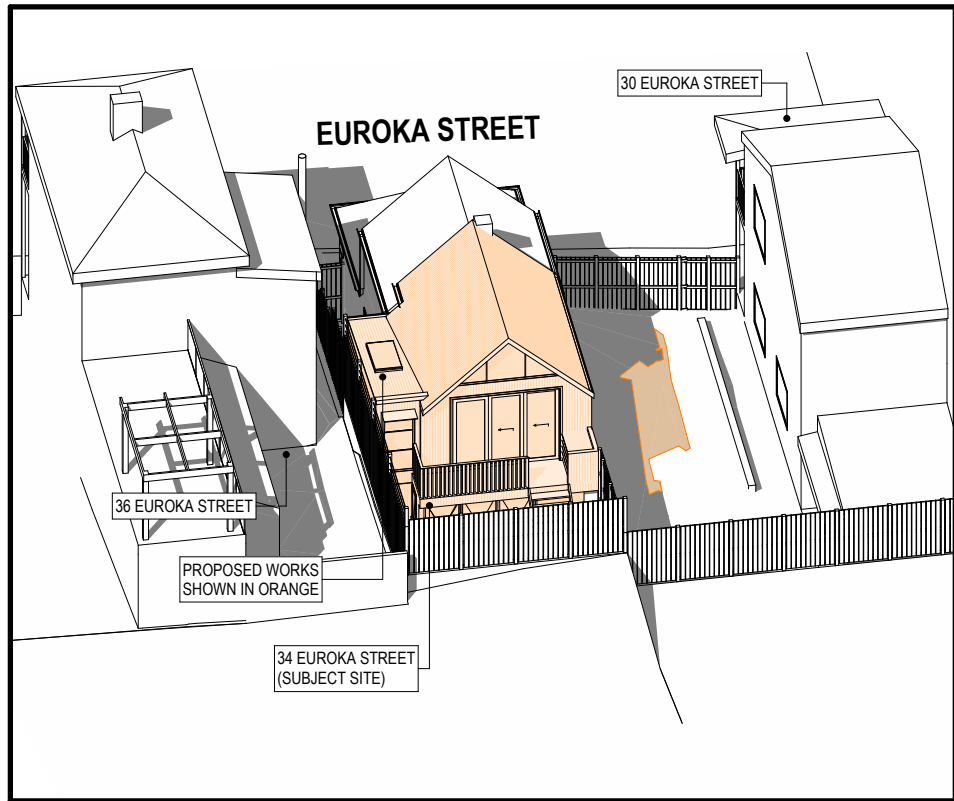 30 EUROKA STREET
EUROKA STREET
36 EUROKA STREET
PROPOSED WORKS
SHOWN IN ORANGE
34 EUROKA STREET
(SUBJECT SITE)